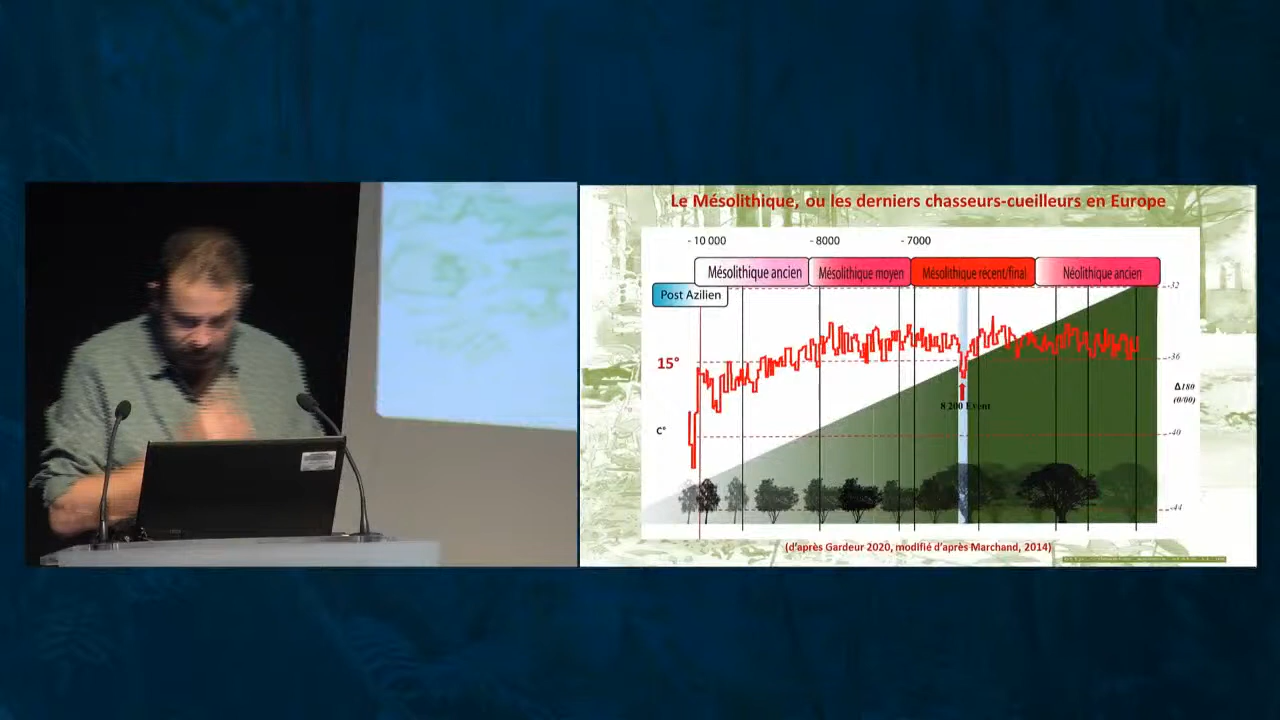 Le Mésolithique, ou les derniers chasseurs-cueilleurs en Europe
- 10 000
- 8000
- 7000
Mésolithique ancien
Mésolithique moyen
Mésolithique récent/final
Néolithique ancien
Post Azilien
-32
15°
-36
Δ180
(0/00)
8 200 Event
C°
-40
-44
(d'après Gardeur 2020, modifié d'après Marchand, 2014)